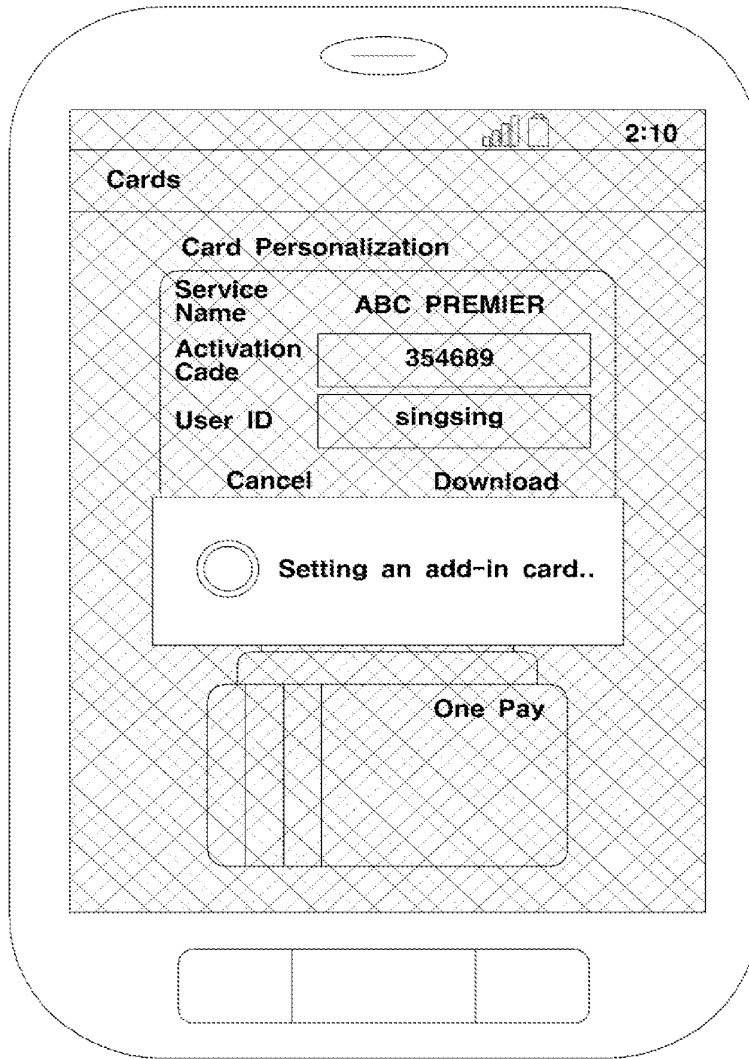 2:10
Cards
Card Personalization
Service
Name
ABC PREMIER
Activation
Cade
354689
User ID
singsing
Cancel Download
Setting an add-in card..
One Pay